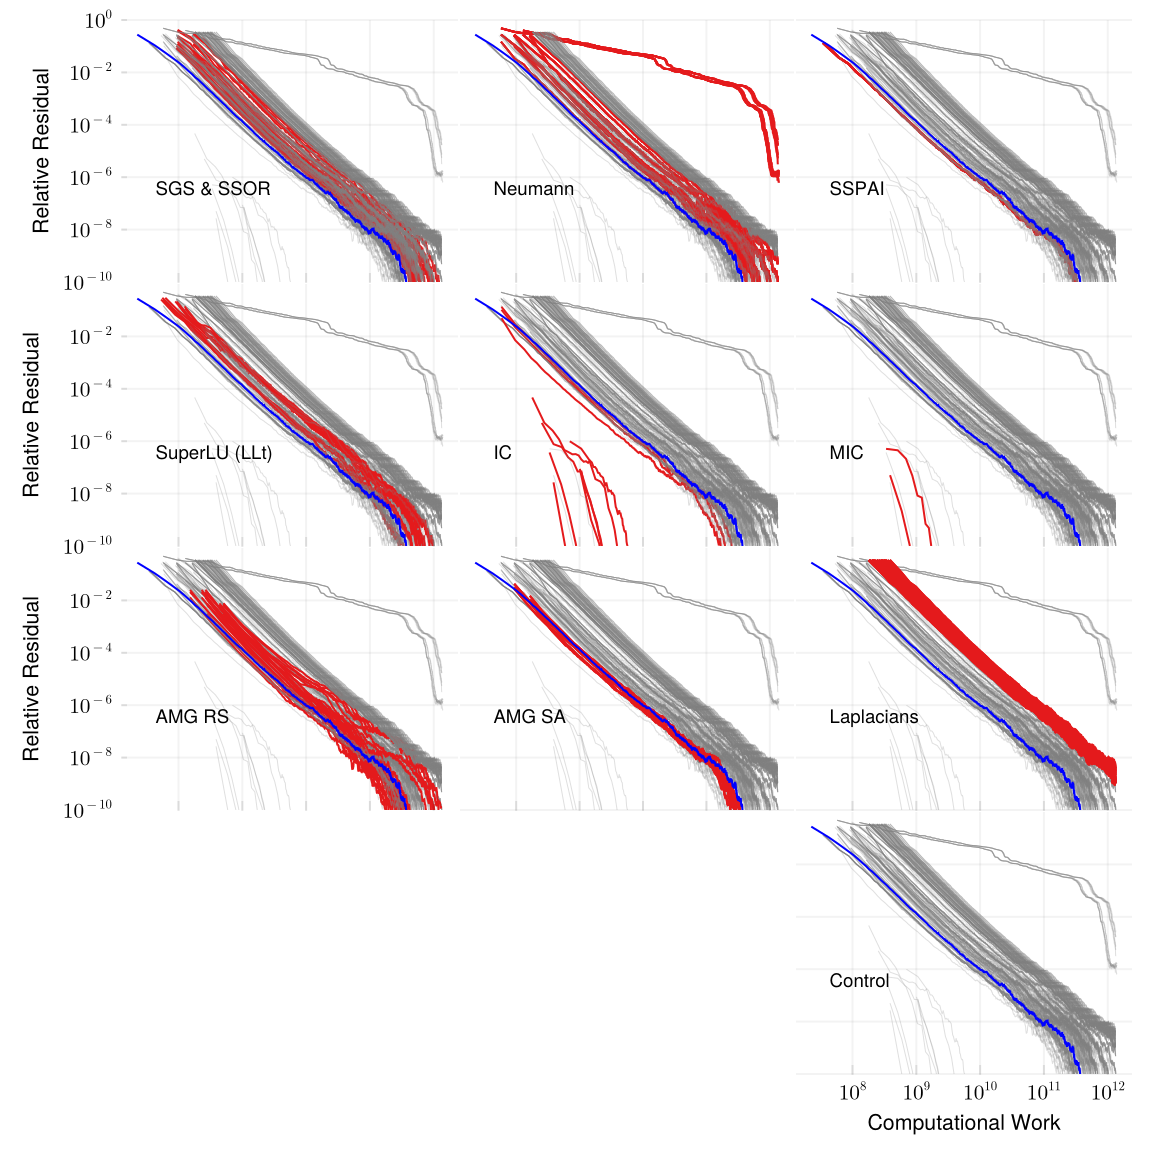 10^0
10^−2
10^−4
10^−6
10^−8
10^−10
Relative Residual
SGS & SSOR
Neumann
SSPAI
10^−2
10^−4
10^−6
10^−8
10^−10
Relative Residual
SuperLU (LLt)
IC
MIC
10^−2
10^−4
10^−6
10^−8
10^−10
Relative Residual
AMG RS
AMG SA
Laplacians
Control
10^8 10^9 10^10 10^11 10^12
Computational Work